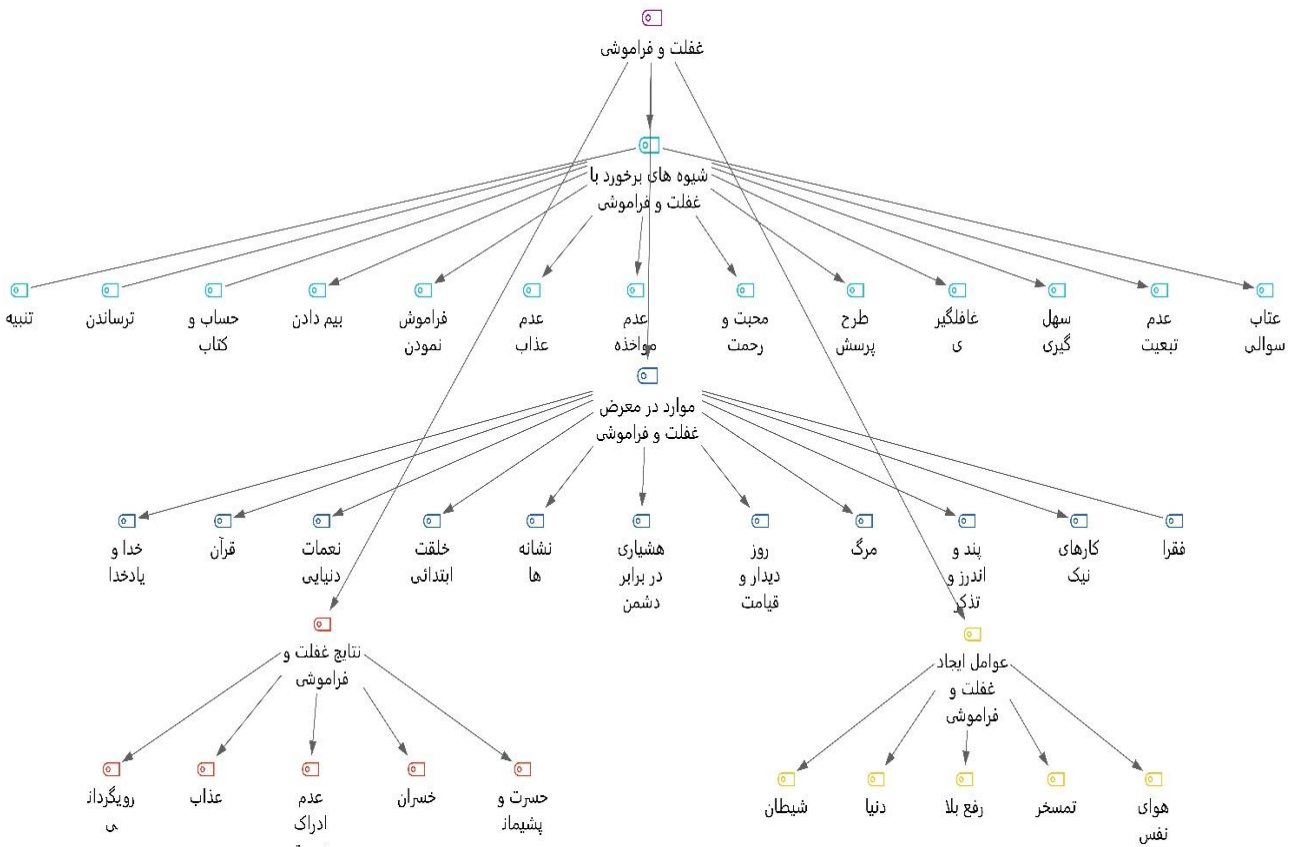 غفلت و فراموشی
شیوه های برخورد با
غفلت و فراموشی
عتاب
سوالی
عدم
تبعیت
سهل
گیری
غافلگیر
ی
طرح
پرسش
محبت و
رحمت
عدم
مواخذه
عدم
عذاب
فراموش
نمودن
بیم دادن
حساب و
کتاب
ترساندن
تنبیه
موارد در معرض
غفلت و فراموشی
فقرا
کارهای
نیک
پند و
اندرز و
تذکر
مرگ
روز
دیدار و
قیامت
هشیاری
در برابر
دشمن
نشانه
ها
خلقت
ابتدائی
نعمات
دنیایی
قرآن
خدا و
یادخدا
عوامل ایجاد
غفلت و
فراموشی
هوای
نفس
تمسخر
رفع بلا
دنیا
شیطان
نتایج غفلت و
فراموشی
حسرت و
پشیمانـ
خسران
عدم
ادراک
عذاب
رویگردانـ
ـی